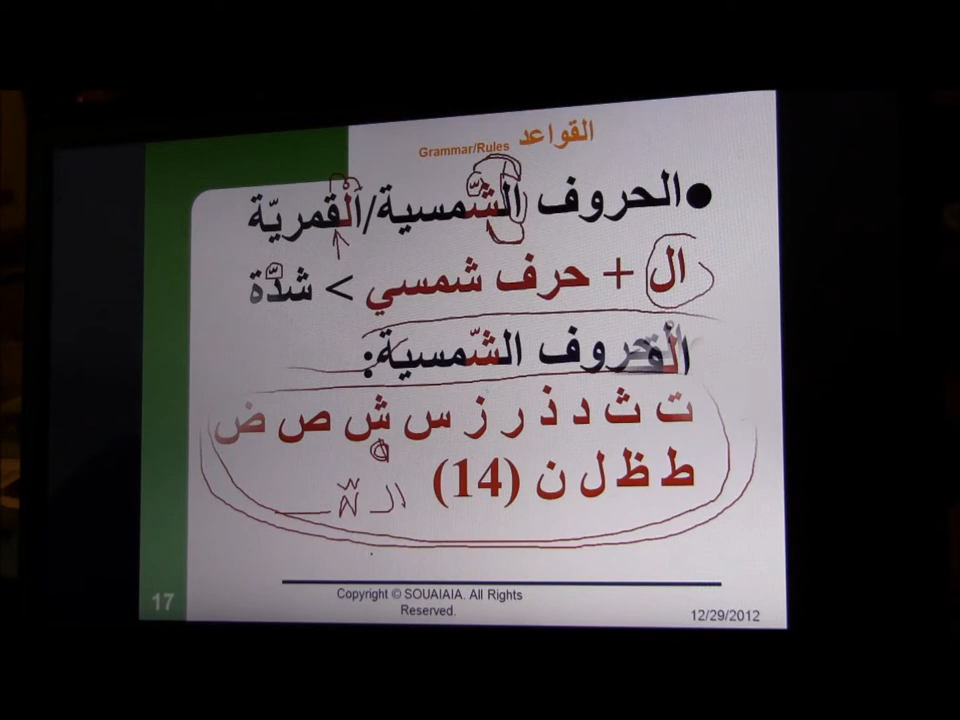 القواعد Grammar/Rules
● الحروف الشّمسية/القمريّة
ال + حرف شمسي > شدّة
الحروف الشّمسية:
ت ث د ذ ر ز س ش ص ض
ط ظ ل ن (14)
Copyright © SOUAIAIA. All Rights
Reserved.
12/29/2012
17